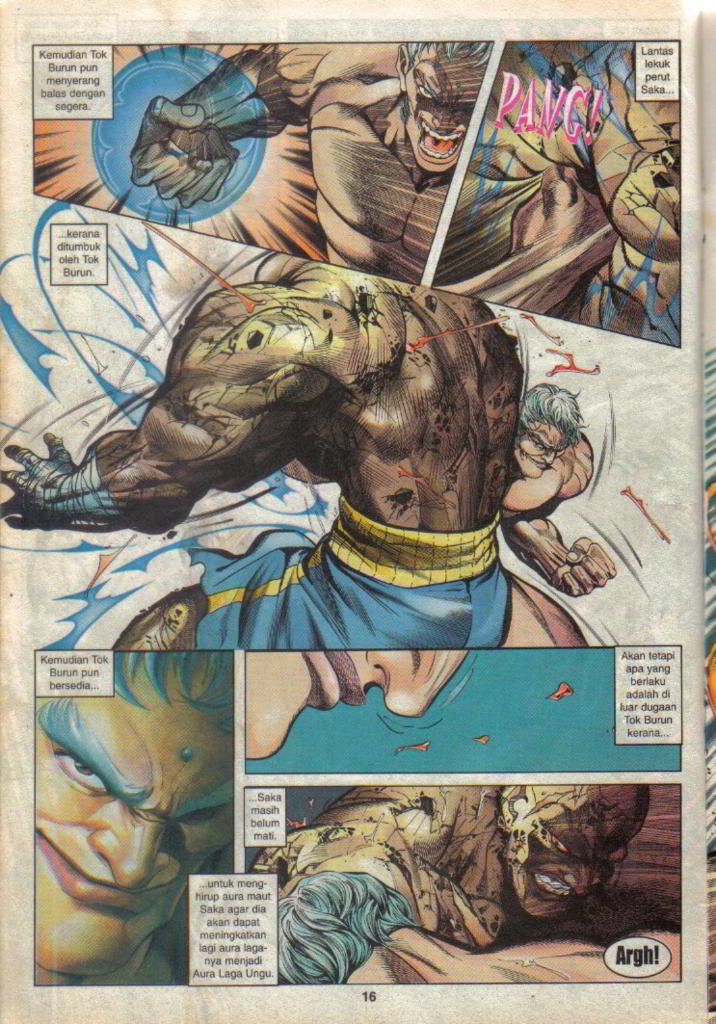 Kemudian Tok
Burun pun
menyerang
balas dengan
segera.
PANG!
Lantas
lekuk
perut
Saka...
...kerana
ditumbuk
oleh Tok
Burun.
Kemudian Tok
Burun pun
bersedia...
...untuk meng-
hirup aura maut
Saka agar dia
akan dapat
meningkatkan
lagi aura laga-
nya menjadi
Aura Laga Ungu.
Akan tetapi
apa yang
berlaku
adalah di
luar dugaan
Tok Burun
kerana...
...Saka
masih
belum
mati.
Argh!
16